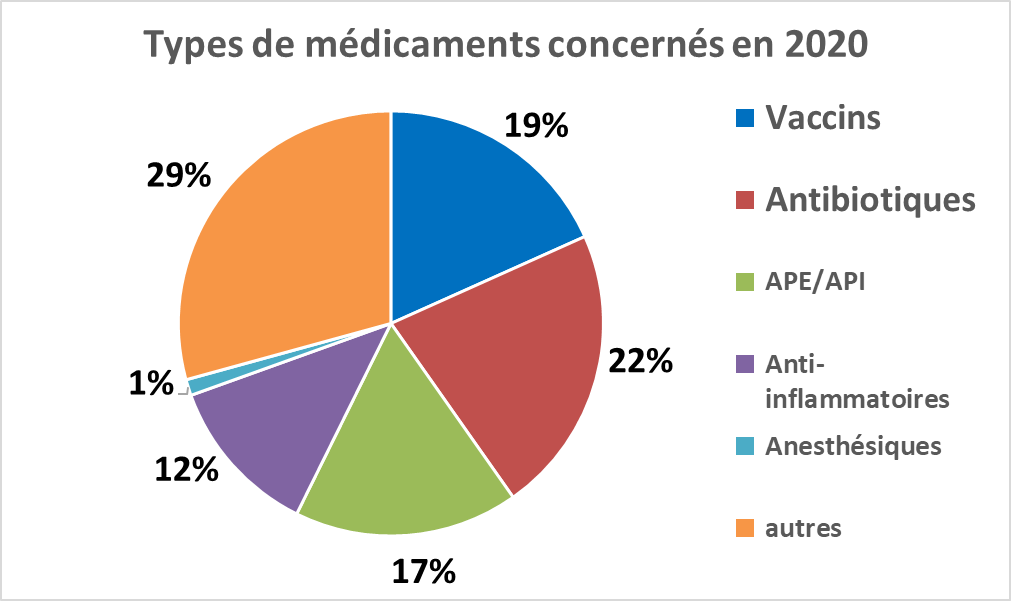 Types de médicaments concernés en 2020
19%
22%
17%
12%
1%
29%
Vaccins
Antibiotiques
APE/API
Anti-
inflammatoires
Anesthésiques
autres